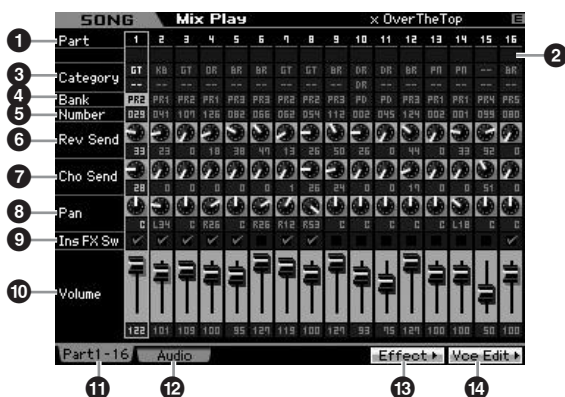 SONG Mix Play × OverTheTop E
1 Part 1 2 3 4 5 6 7 8 9 10 11 12 13 14 15 16
2
3 Category GT KB GT OR BR BR GT GT BR DR DR BR PN PN -- BR
-- -- -- -- -- -- -- -- -- DR -- -- -- -- -- --
4 Bank PR2 PR1 PR2 PR1 PR3 PR3 PR2 PR2 PR3 PD PD PR3 PR1 PR1 PR4 PR5
5 Number 029 041 107 126 082 066 062 054 112 002 045 124 002 001 099 080
6 Rev Send 33 23 0 18 38 47 13 26 50 26 0 44 0 33 92 0
7 Cho Send 28 0 0 0 0 0 1 26 24 0 0 17 0 0 51 0
8 Pan C L34 C R26 C R26 R12 R53 C C C C C L18 C C
9 Ins FX Sw
10 Volume
122 101 109 100 95 127 119 100 127 93 75 127 100 100 50 100
Part1-16 Audio Effect Vce Edit
11 12 13 14